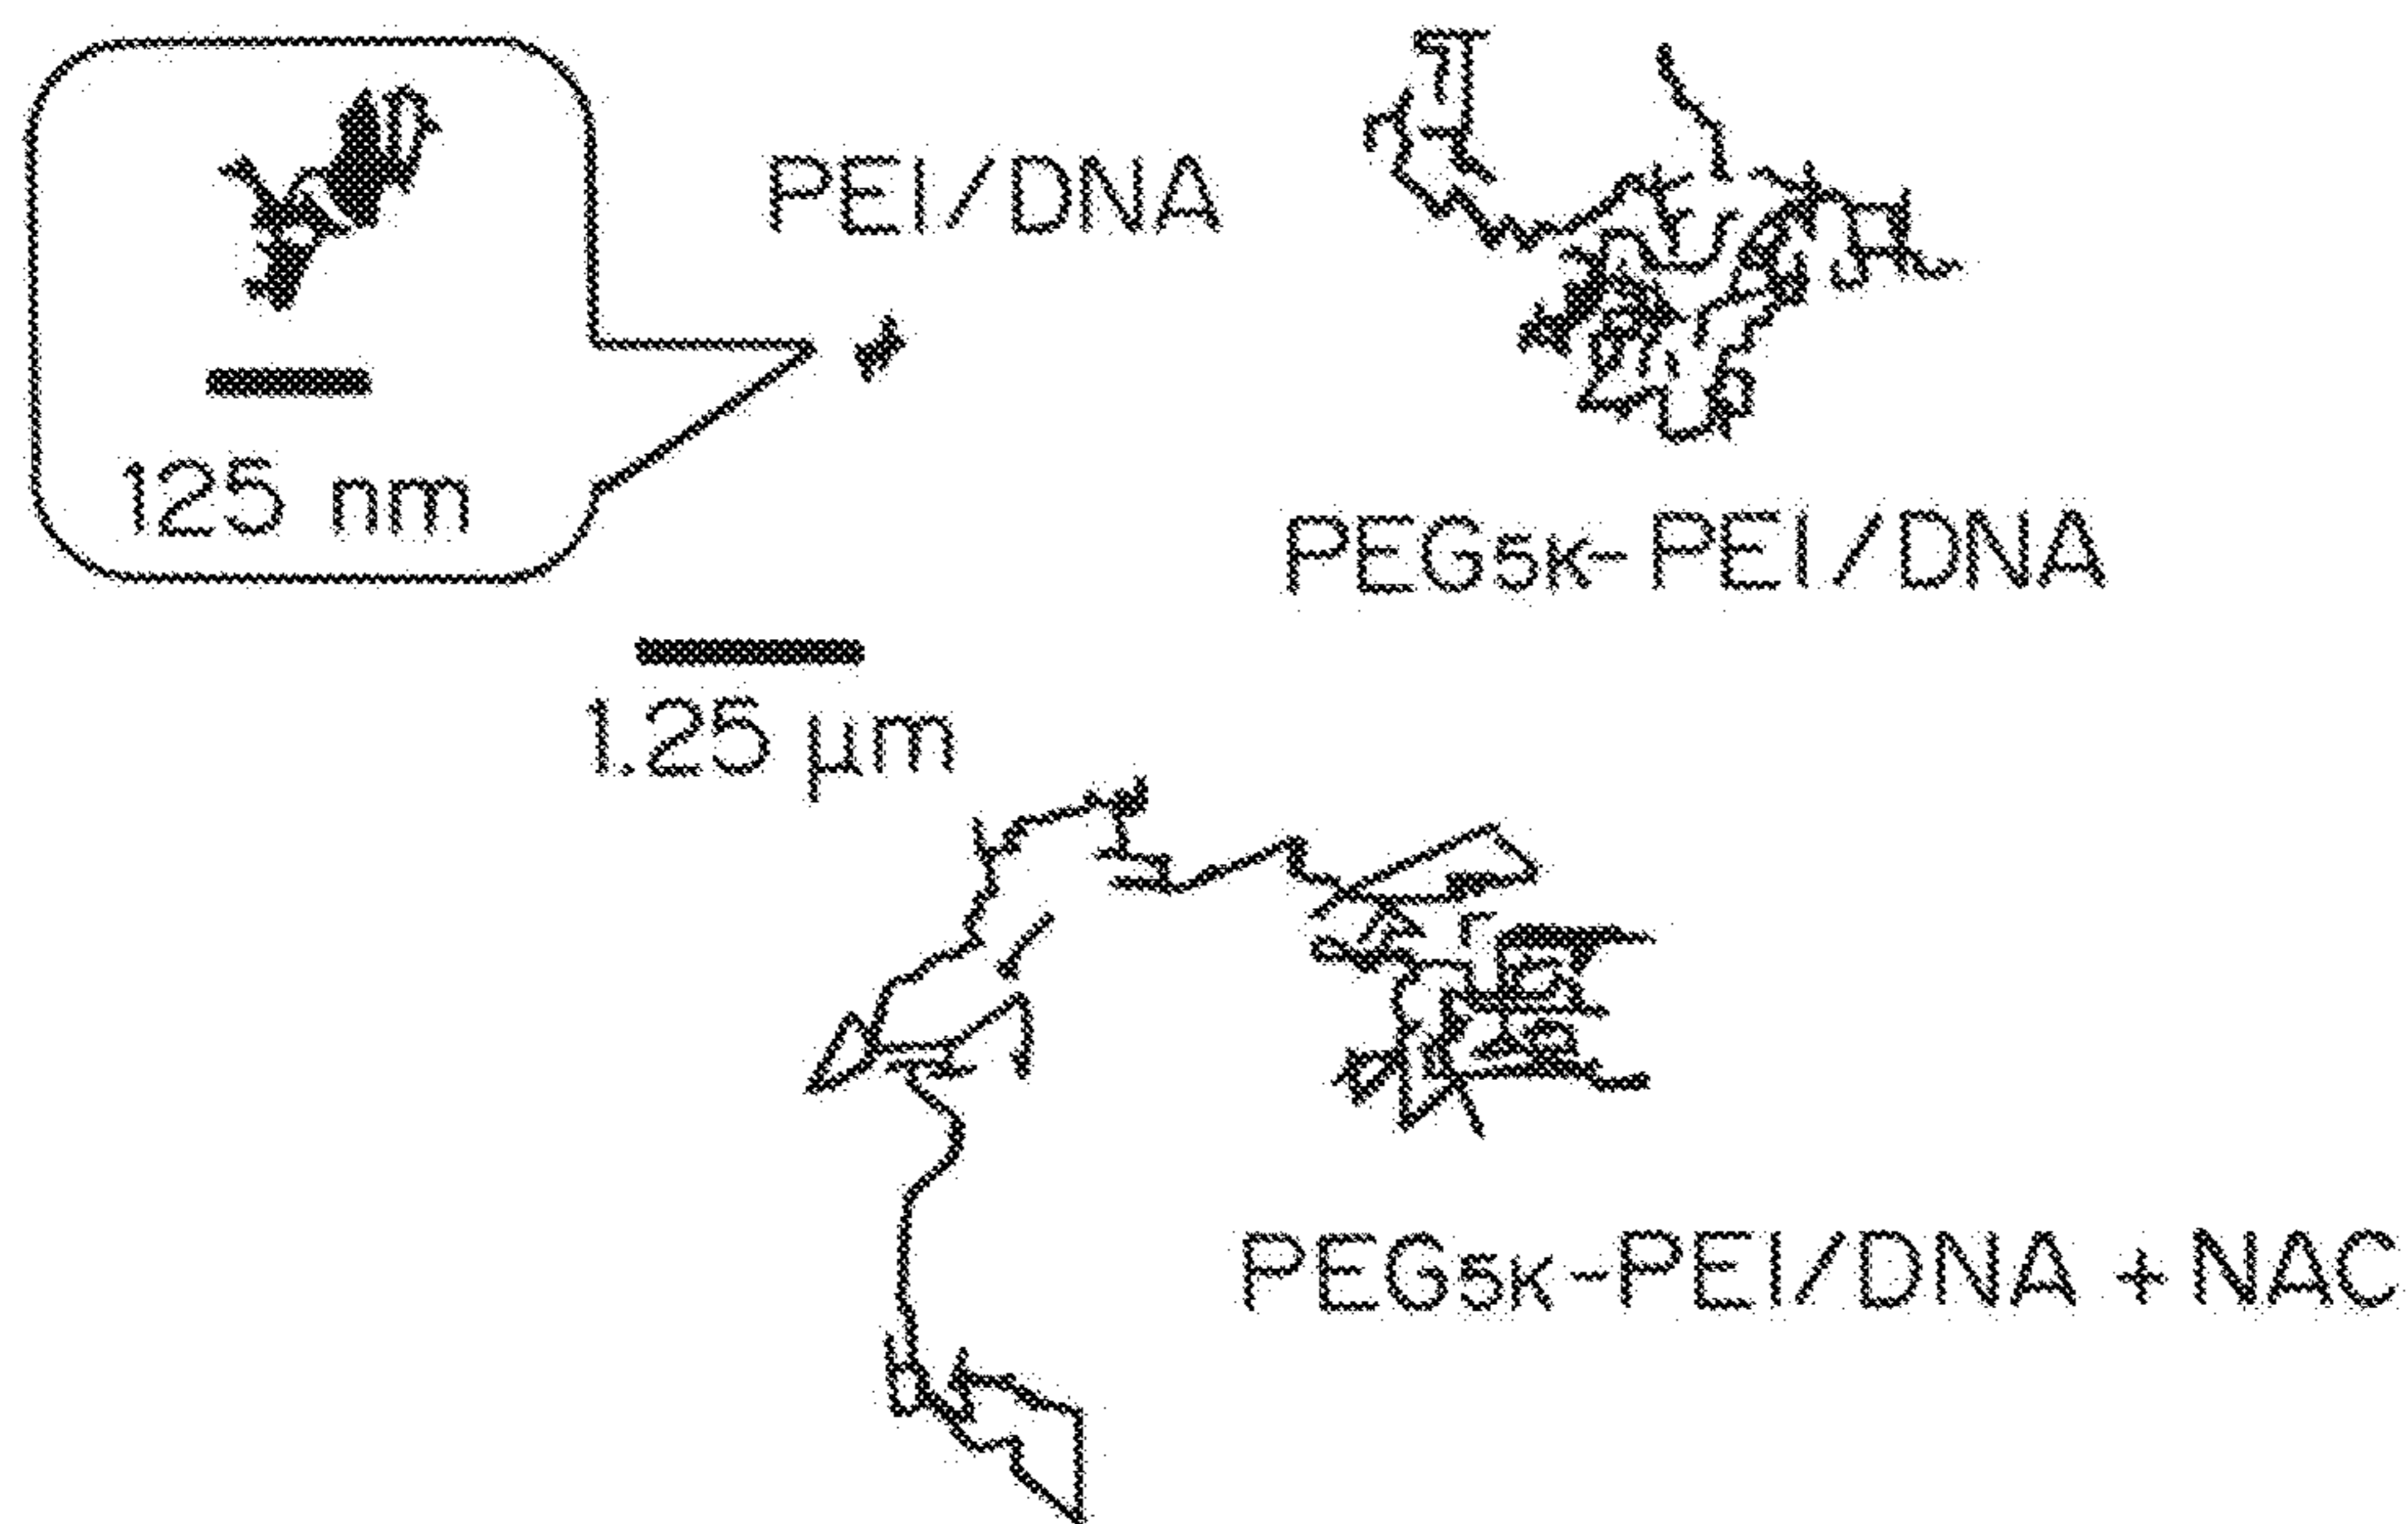 PEI/DNA
125 nm
PEG5K-PEI/DNA
1.25 μm
PEG5K-PEI/DNA + NAC